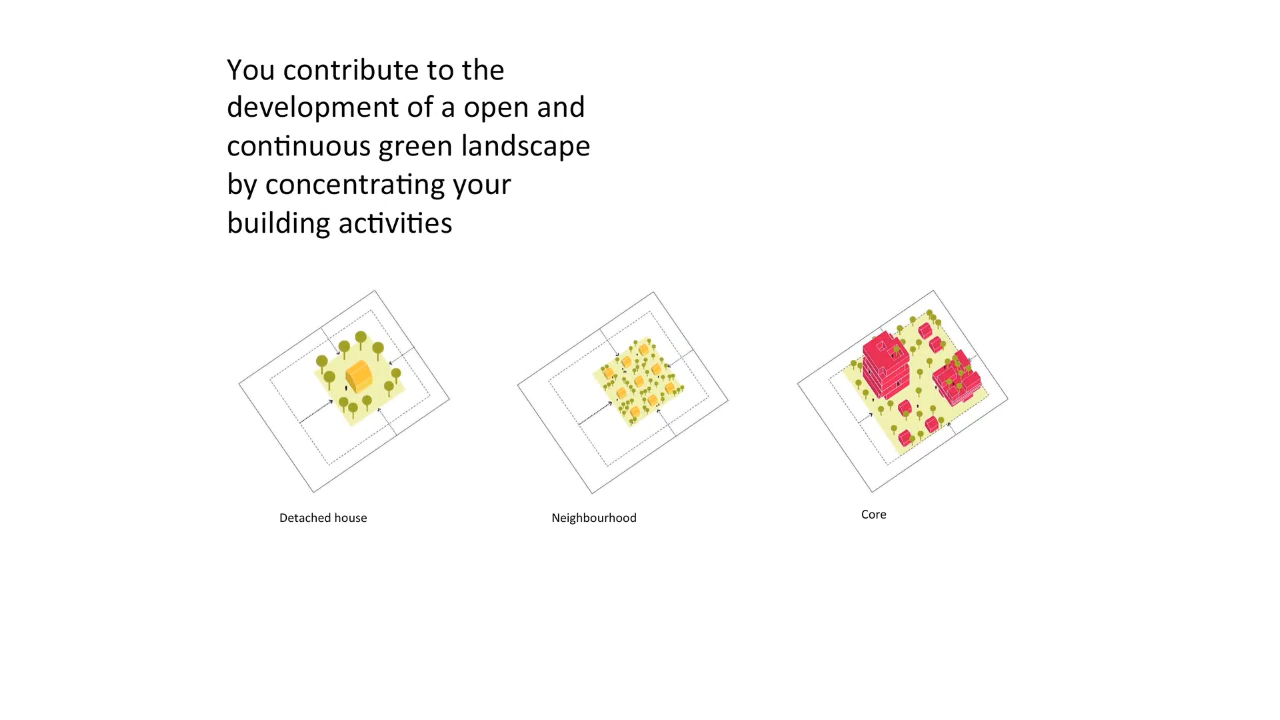 You contribute to the
development of a open and
continuous green landscape
by concentrating your
building activities
Detached house
Neighbourhood
Core